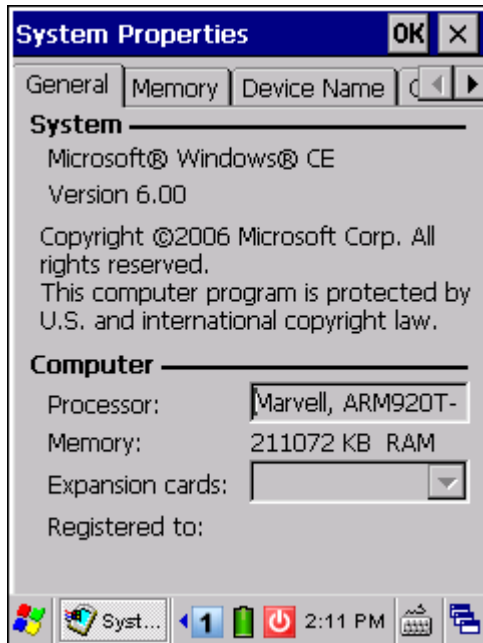 System Properties OK ×
General Memory Device Name
System
Microsoft® Windows® CE
Version 6.00
Copyright ©2006 Microsoft Corp. All
rights reserved.
This computer program is protected by
U.S. and international copyright law.
Computer
Processor: Marvell, ARM920T-
Memory: 211072 KB RAM
Expansion cards:
Registered to:
Syst... 1 2:11 PM